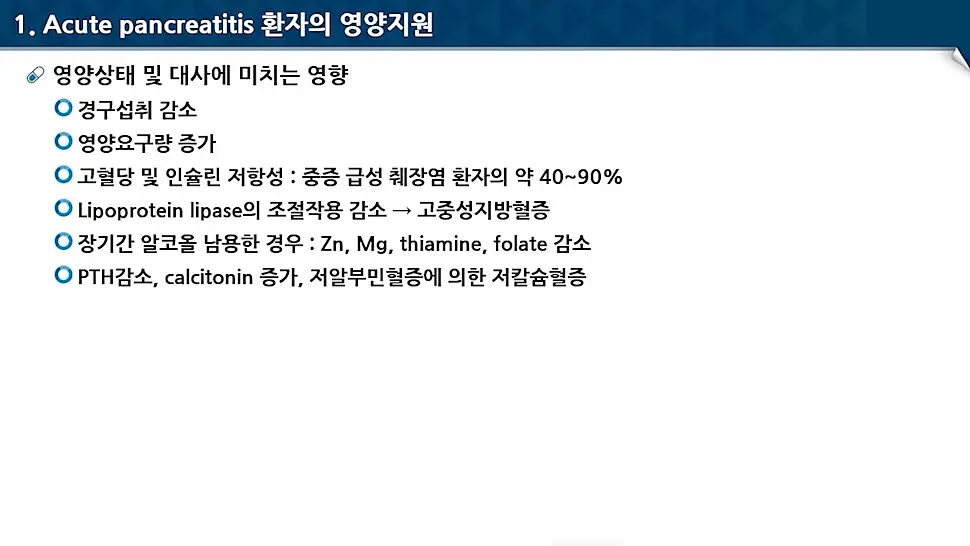 1. Acute pancreatitis 환자의 영양지원
영양상태 및 대사에 미치는 영향
경구섭취 감소
영양요구량 증가
고혈당 및 인슐린 저항성 : 중증 급성 췌장염 환자의 약 40~90%
Lipoprotein lipase의 조절작용 감소 → 고중성지방혈증
장기간 알코올 남용한 경우 : Zn, Mg, thiamine, folate 감소
PTH감소, calcitonin 증가, 저알부민혈증에 의한 저칼슘혈증